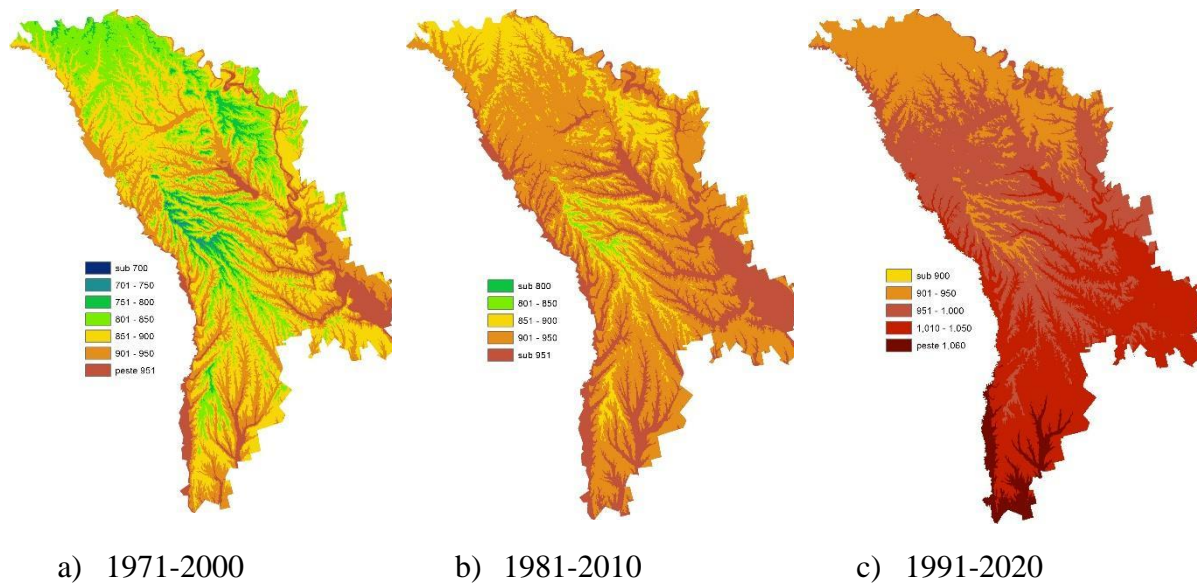 sub 700
701 - 750
751 - 800
801 - 850
851 - 900
901 - 950
peste 951
sub 800
801 - 850
851 - 900
901 - 950
sub 951
sub 900
901 - 950
951 - 1,000
1,010 - 1,050
peste 1,060
a) 1971-2000
b) 1981-2010
c) 1991-2020